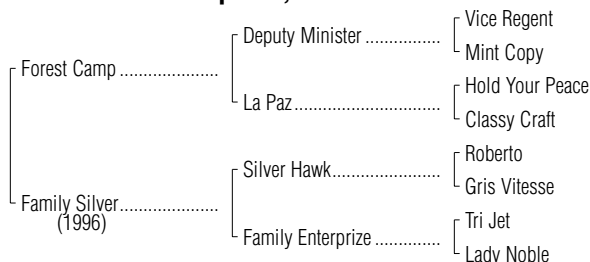 Vice Regent
Deputy Minister ................
Mint Copy
Forest Camp .....................
Hold Your Peace
La Paz...............................
Classy Craft
Roberto
Silver Hawk.......................
Gris Vitesse
Family Silver.....................
(1996)
Tri Jet
Family Enterprize ..............
Lady Noble